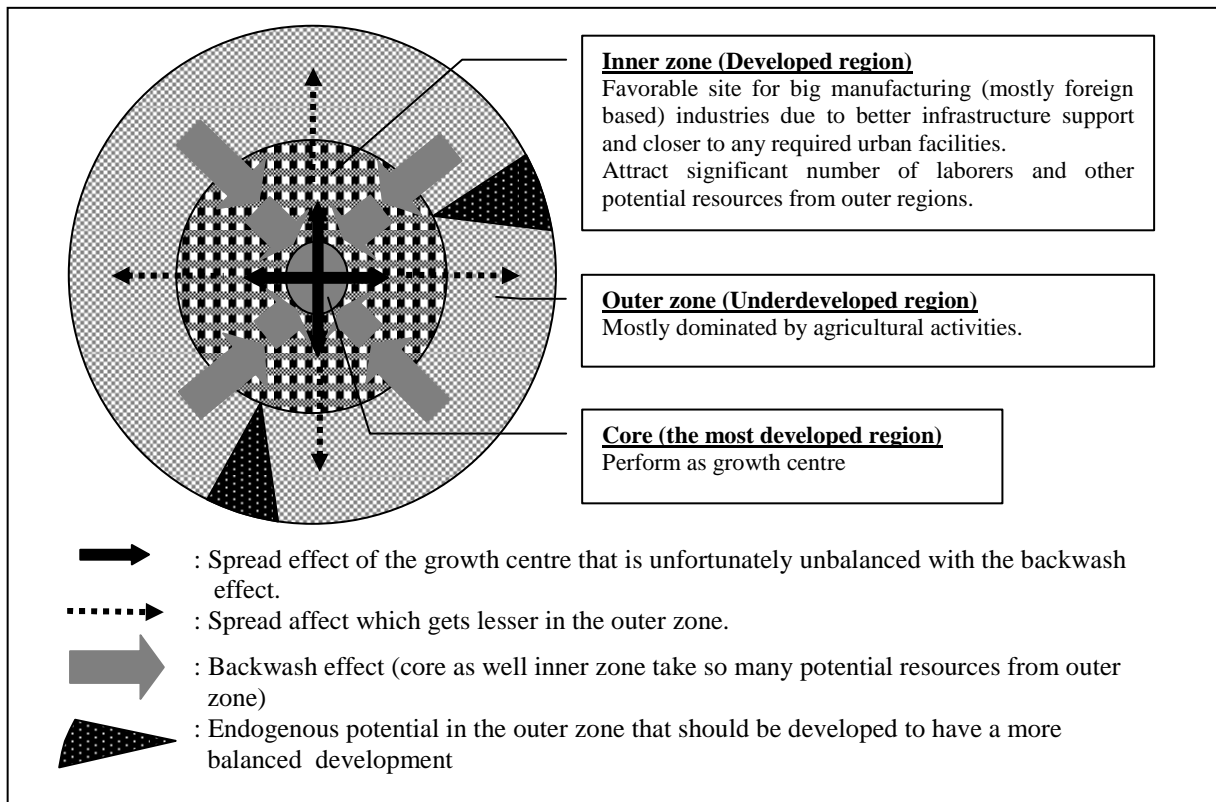 Inner zone (Developed region)
Favorable site for big manufacturing (mostly foreign
based) industries due to better infrastructure support
and closer to any required urban facilities.
Attract significant number of laborers and other
potential resources from outer regions.
Outer zone (Underdeveloped region)
Mostly dominated by agricultural activities.
Core (the most developed region)
Perform as growth centre
: Spread effect of the growth centre that is unfortunately unbalanced with the backwash
effect.
: Spread affect which gets lesser in the outer zone.
: Backwash effect (core as well inner zone take so many potential resources from outer
zone)
: Endogenous potential in the outer zone that should be developed to have a more
balanced development